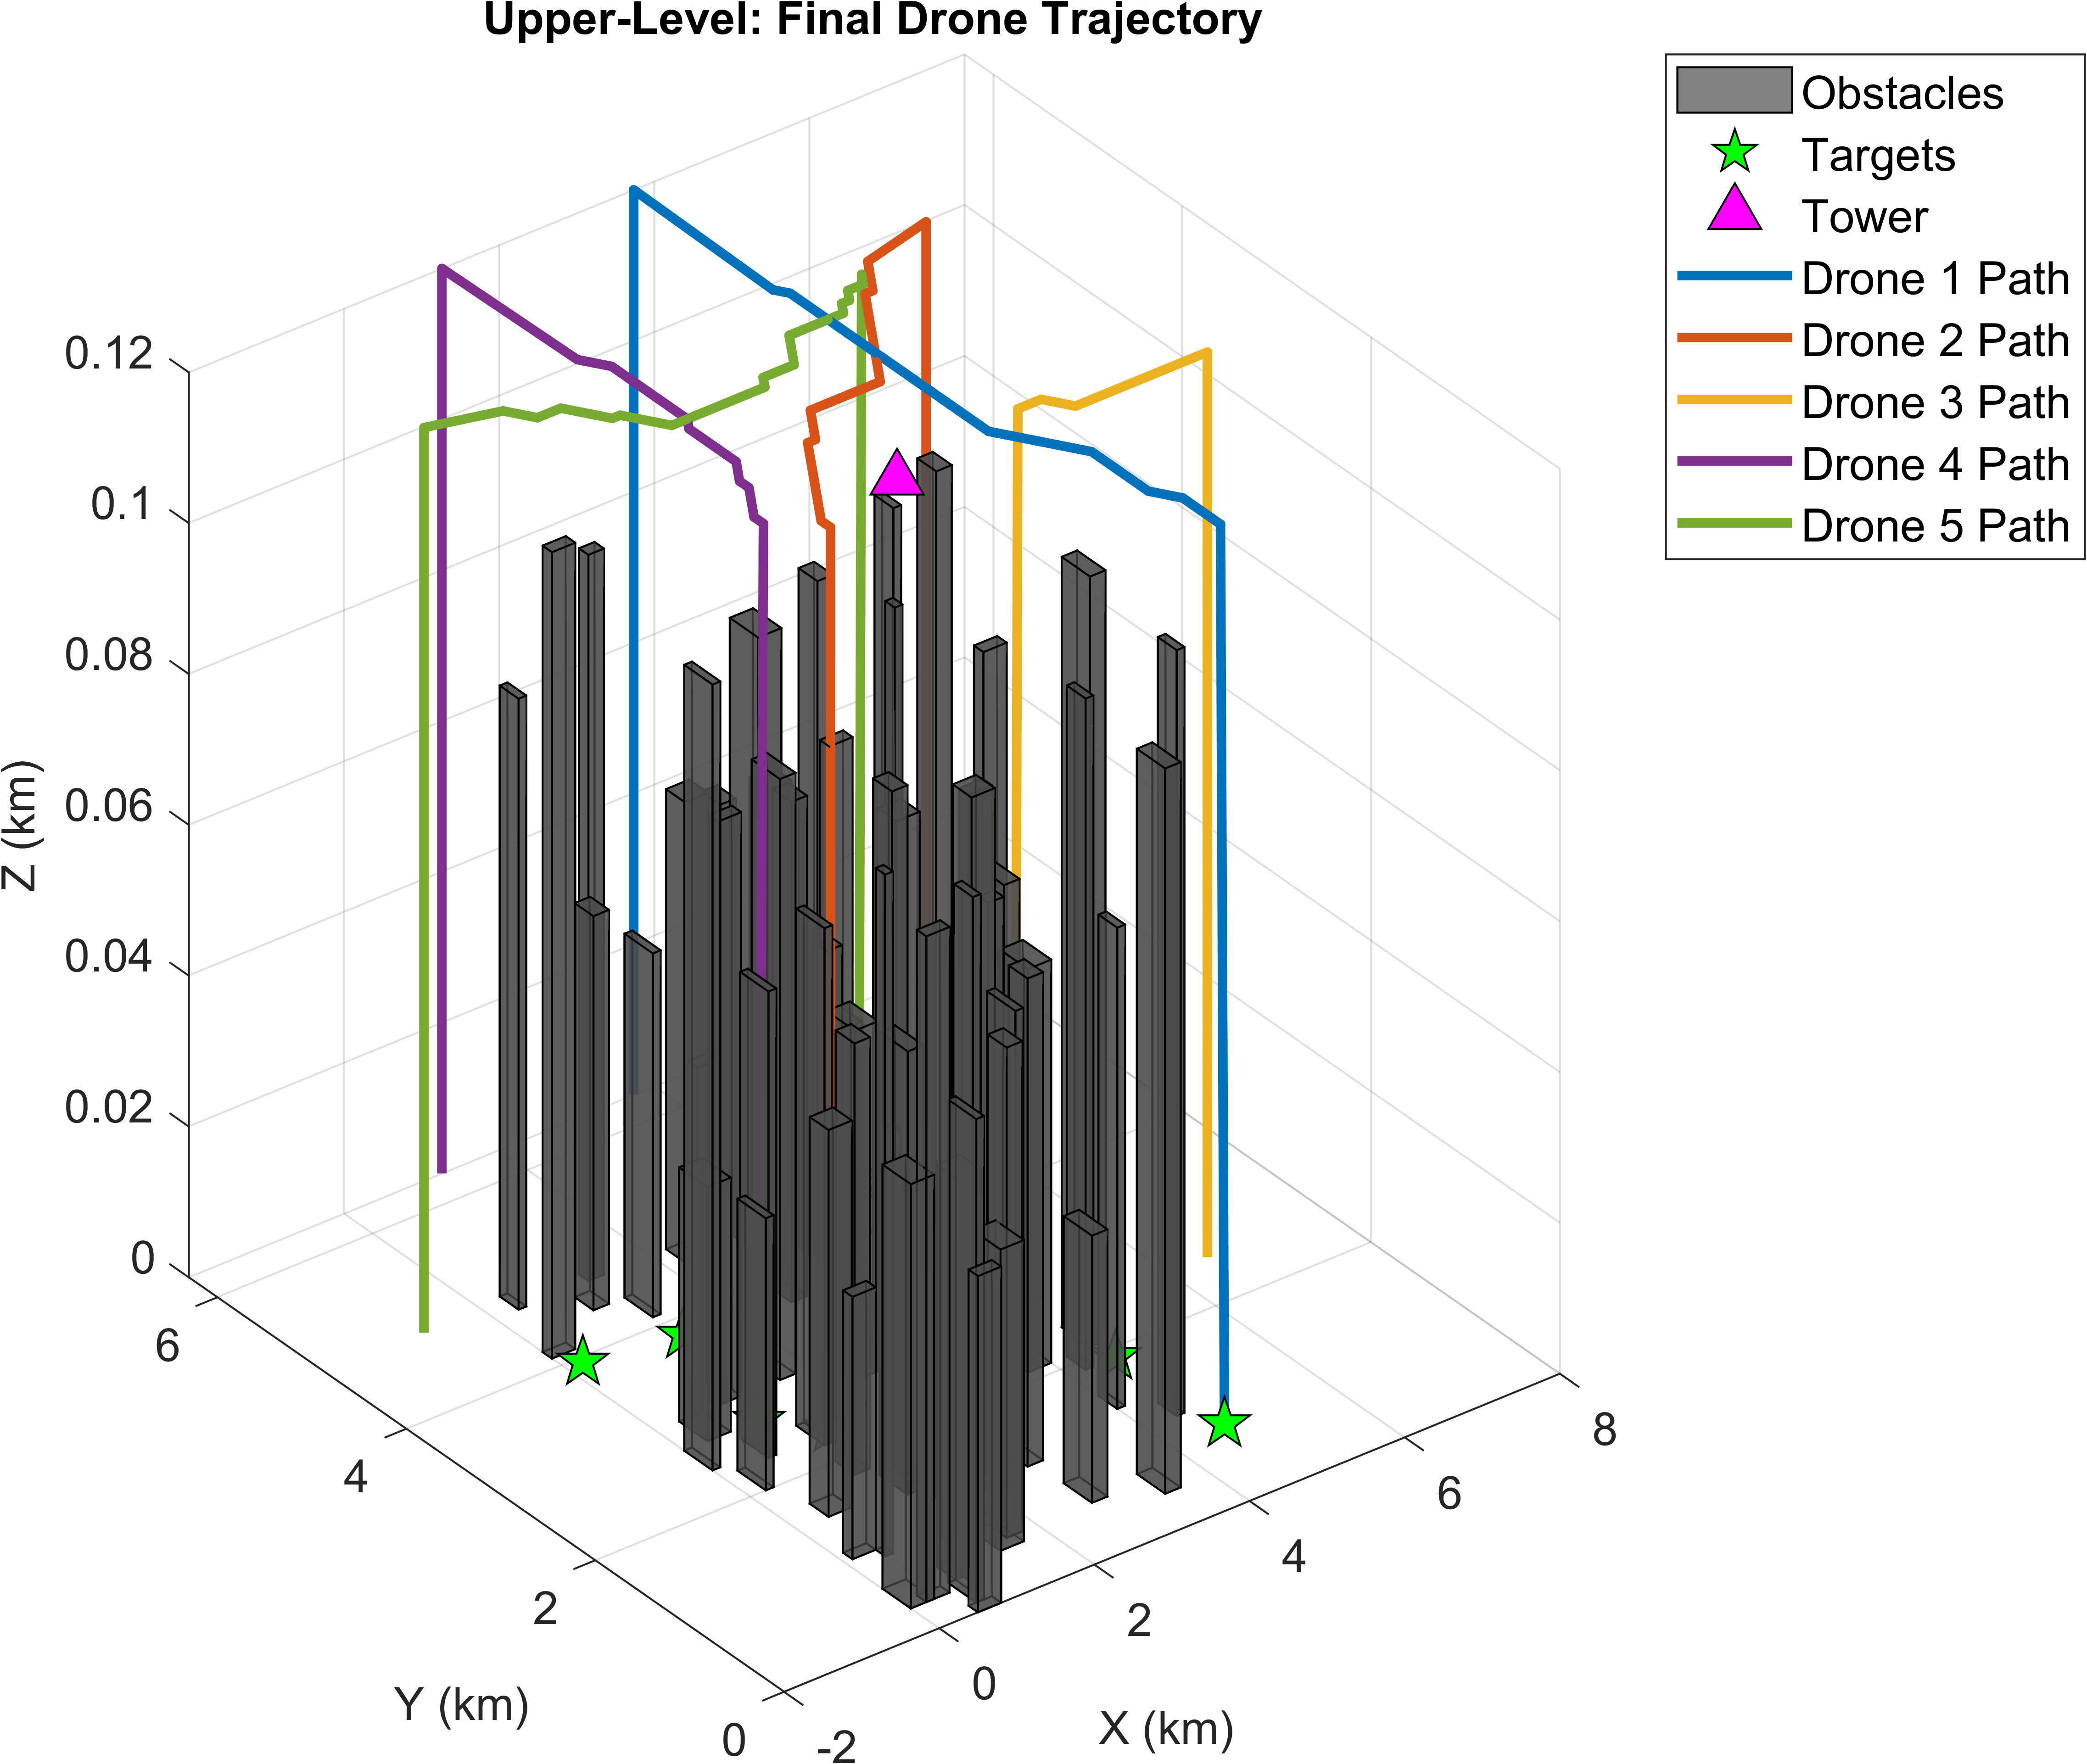 Upper-Level: Final Drone Trajectory
Obstacles
Targets
Tower
Drone 1 Path
Drone 2 Path
Drone 3 Path
Drone 4 Path
Drone 5 Path
0.12
0.1
0.08
0.06
0.04
0.02
0
Z (km)
6
4
2
0
Y (km)
-2
0
2
4
6
8
X (km)